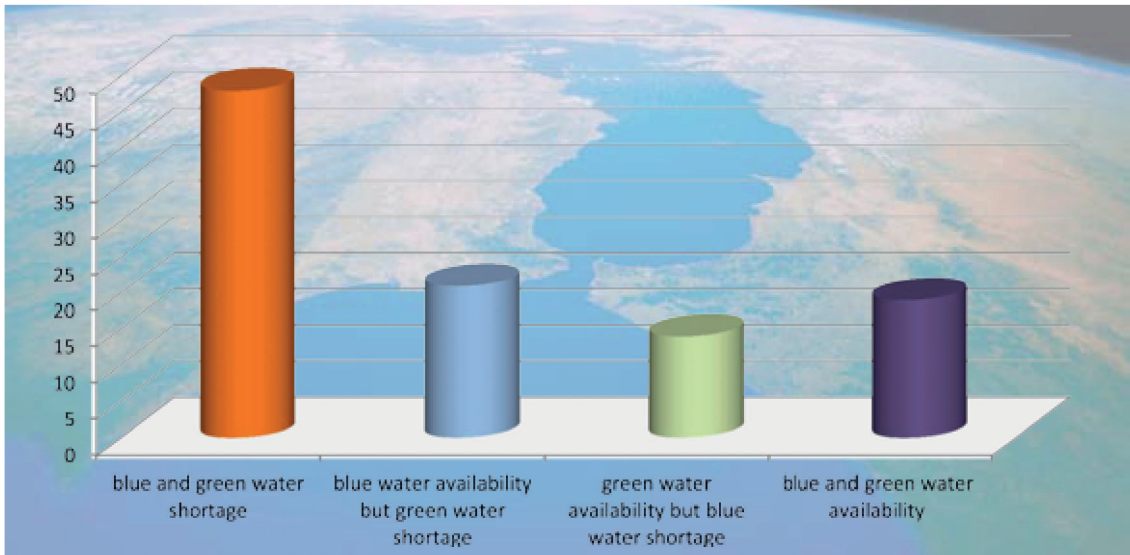 50
45
40
35
30
25
20
15
10
5
0
blue and green water
shortage
blue water availability
but green water
shortage
green water
availability but blue
water shortage
blue and green water
availability